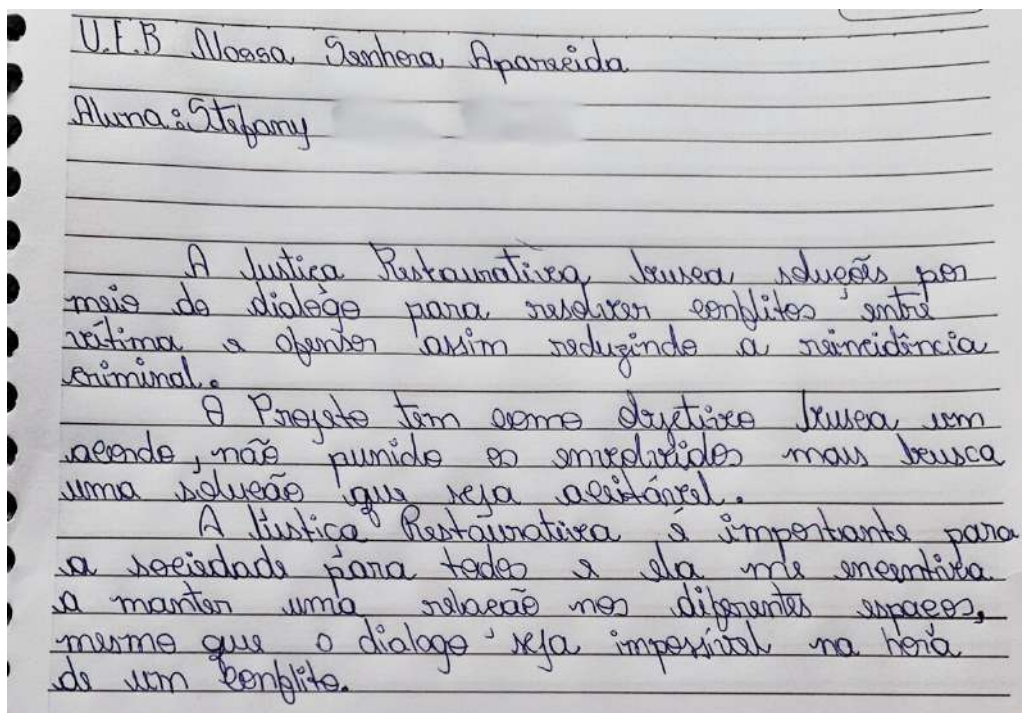 U.E.B Nossa Senhora Aparecida
Aluna: Stefany
A Justiça Restaurativa, busca soluções por
meio do dialogo para resolver conflitos entre
vítima e ofensor assim reduzindo a reincidência
criminal.
O Projeto tem como objetivo busca um
acordo, não punido os envolvidos mais busca
uma solução que seja aceitável.
A Justiça Restaurativa é importante para
a sociedade para todos e ela me encentiva
a manter uma relação nos diferentes espaços,
mesmo que o dialogo seja impossível na hora
de um conflito.